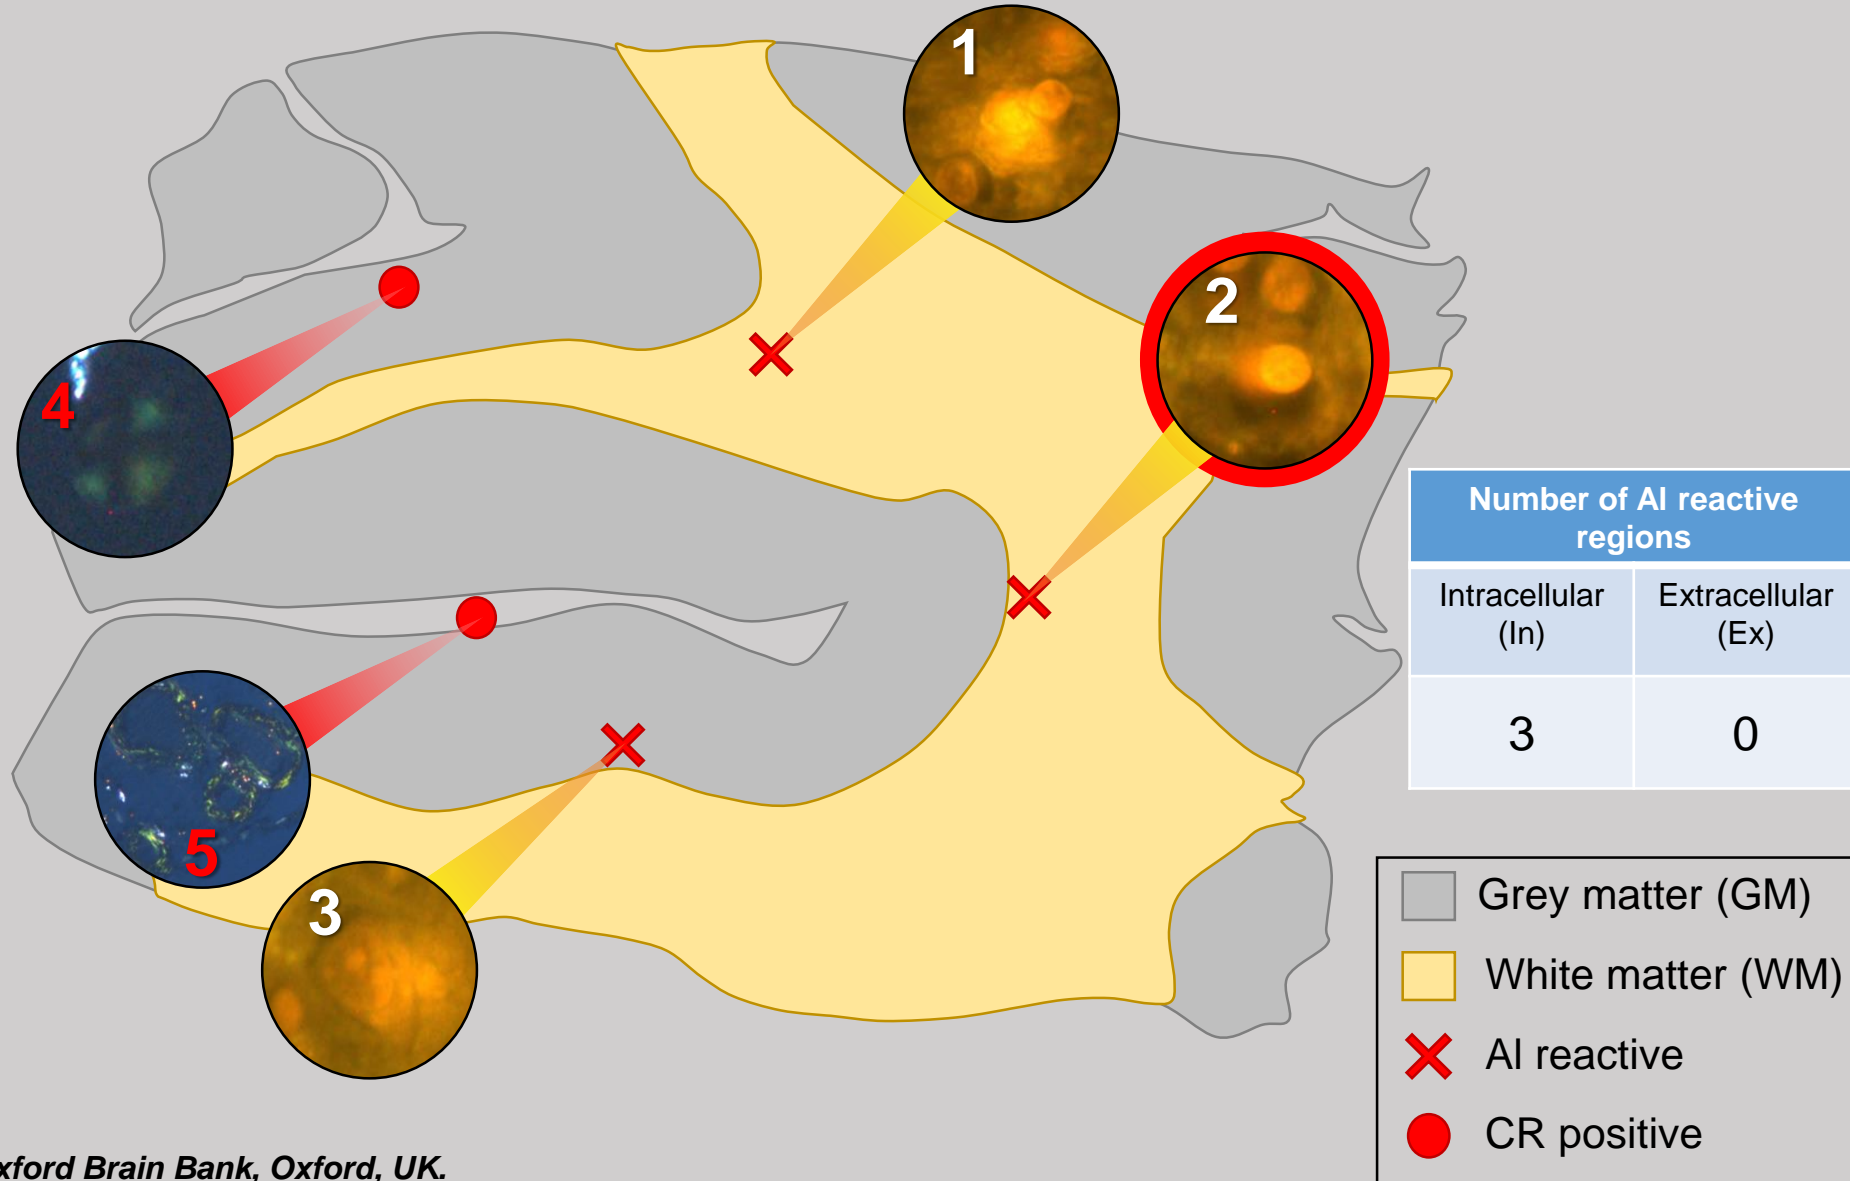 1
2
4
Number of Al reactive
regions
Intracellular
(In)
Extracellular
(Ex)
3
0
5
3
Grey matter (GM)
White matter (WM)
Al reactive
CR positive
xford Brain Bank, Oxford, UK.